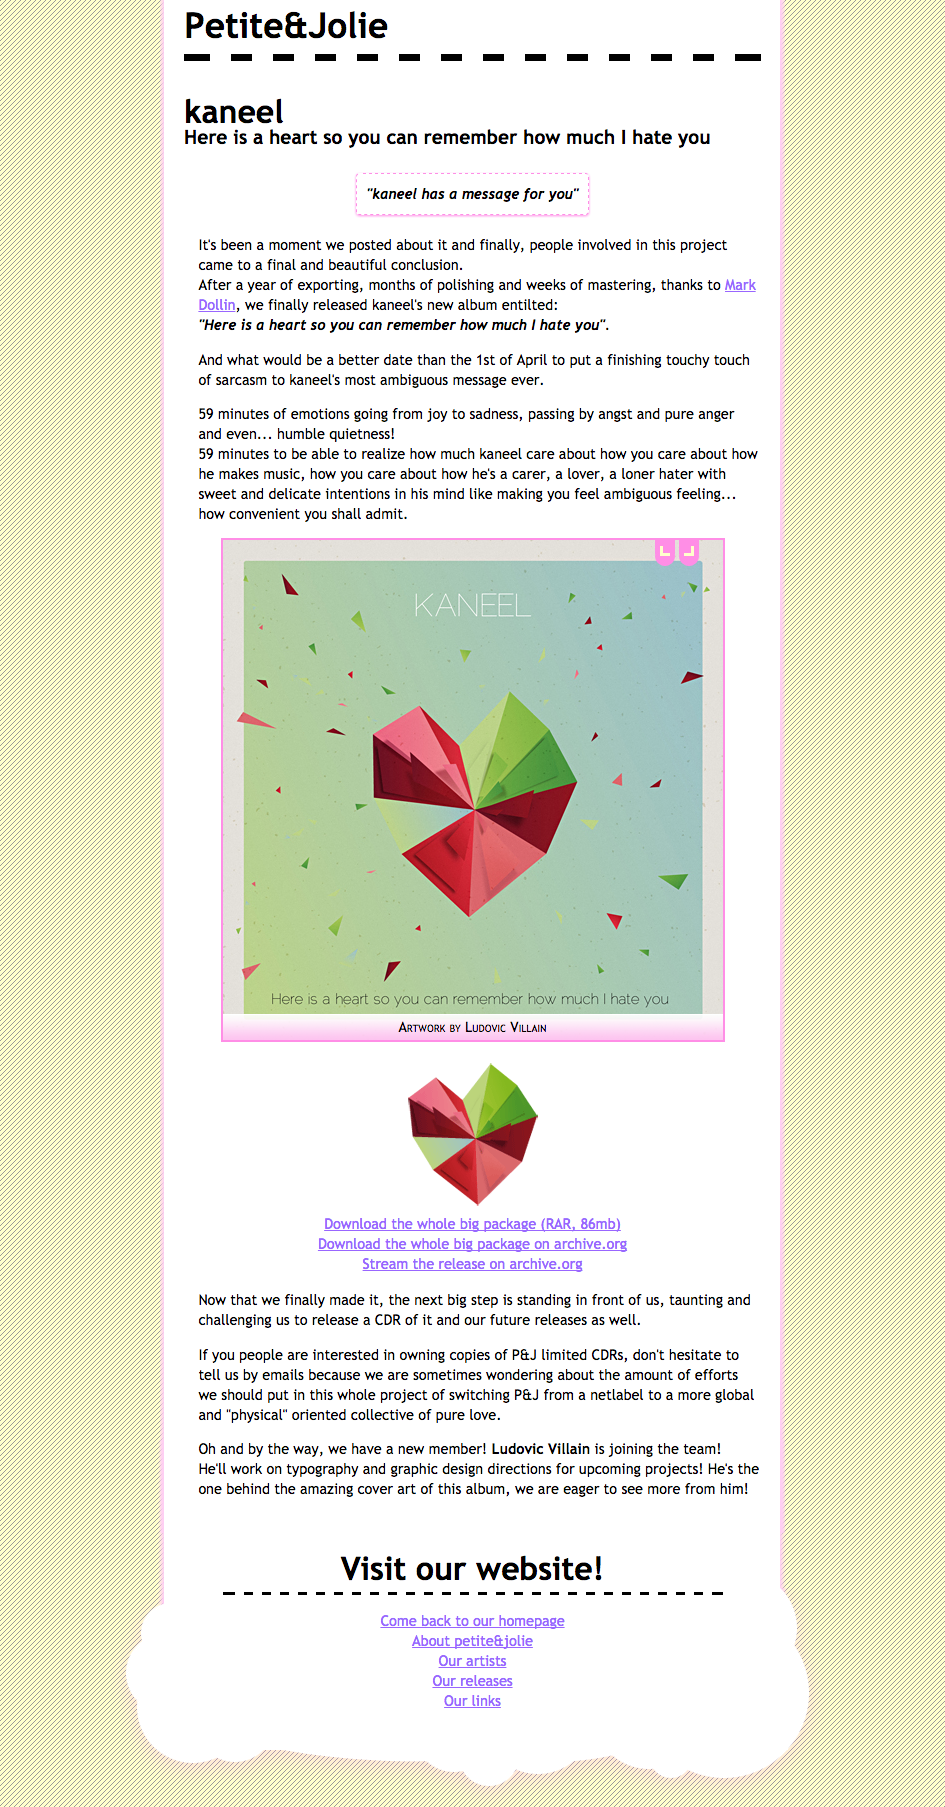 Petite&Jolie
kaneel
Here is a heart so you can remember how much I hate you
"kaneel has a message for you"
It's been a moment we posted about it and finally, people involved in this project
came to a final and beautiful conclusion.
After a year of exporting, months of polishing and weeks of mastering, thanks to Mark
Dollin, we finally released kaneel's new album entilted:
"Here is a heart so you can remember how much I hate you".
And what would be a better date than the 1st of April to put a finishing touchy touch
of sarcasm to kaneel's most ambiguous message ever.
59 minutes of emotions going from joy to sadness, passing by angst and pure anger
and even... humble quietness!
59 minutes to be able to realize how much kaneel care about how you care about how
he makes music, how you care about how he's a carer, a lover, a loner hater with
sweet and delicate intentions in his mind like making you feel ambiguous feeling...
how convenient you shall admit.
KANEEL
Here is a heart so you can remember how much I hate you
Artwork by Ludovic Villain
Download the whole big package (RAR, 86mb)
Download the whole big package on archive.org
Stream the release on archive.org
Now that we finally made it, the next big step is standing in front of us, taunting and
challenging us to release a CDR of it and our future releases as well.
If you people are interested in owning copies of P&J limited CDRs, don't hesitate to
tell us by emails because we are sometimes wondering about the amount of efforts
we should put in this whole project of switching P&J from a netlabel to a more global
and "physical" oriented collective of pure love.
Oh and by the way, we have a new member! Ludovic Villain is joining the team!
He'll work on typography and graphic design directions for upcoming projects! He's the
one behind the amazing cover art of this album, we are eager to see more from him!
Visit our website!
Come back to our homepage
About petite&jolie
Our artists
Our releases
Our links